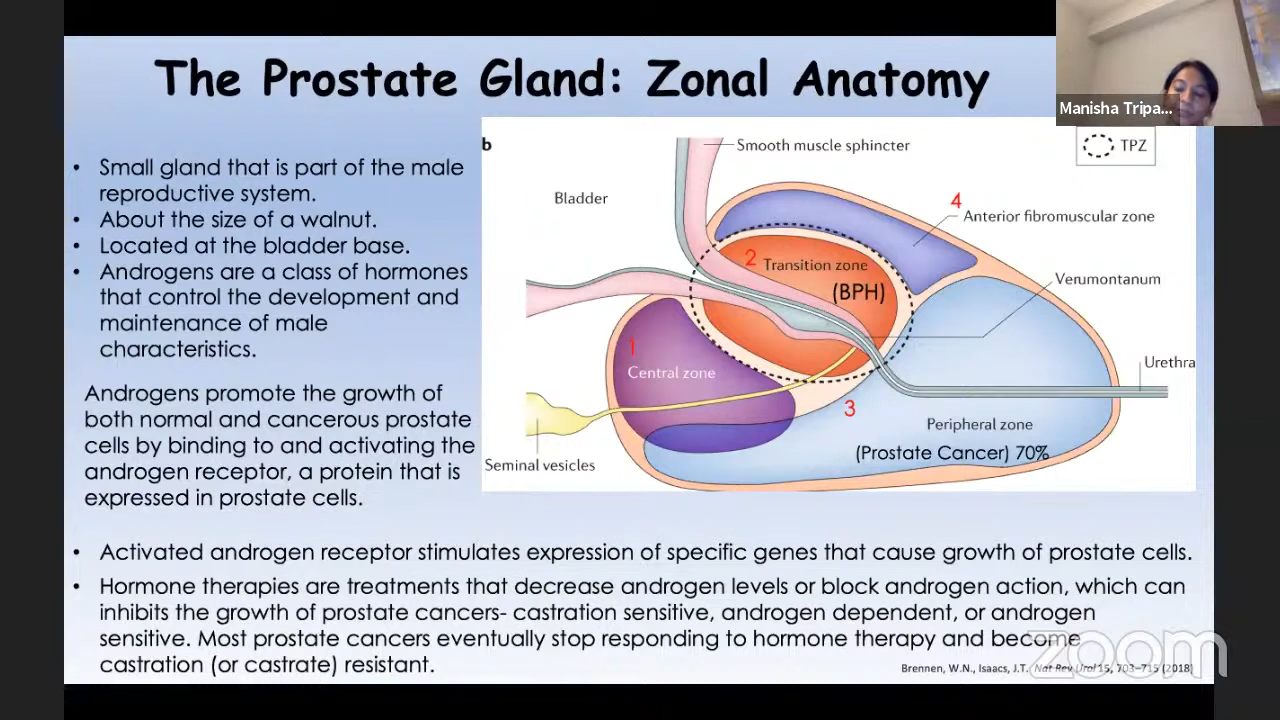 The Prostate Gland: Zonal Anatomy
Manisha Tripa...
• Small gland that is part of the male
reproductive system.
• About the size of a walnut.
• Located at the bladder base.
• Androgens are a class of hormones
that control the development and
maintenance of male
characteristics.
Androgens promote the growth of
both normal and cancerous prostate
cells by binding to and activating the
androgen receptor, a protein that is
expressed in prostate cells.
b
Smooth muscle sphincter
TPZ
Bladder
4
Anterior fibromuscular zone
2 Transition zone
(BPH)
Verumontanum
1
Central zone
Urethra
3
Peripheral zone
(Prostate Cancer) 70%
Seminal vesicles
• Activated androgen receptor stimulates expression of specific genes that cause growth of prostate cells.
• Hormone therapies are treatments that decrease androgen levels or block androgen action, which can
inhibits the growth of prostate cancers- castration sensitive, androgen dependent, or androgen
sensitive. Most prostate cancers eventually stop responding to hormone therapy and become
castration (or castrate) resistant.
Brennen, W.N., Isaacs, J.T. Nat Rev Urol 15, 703–715 (2018)
zoom